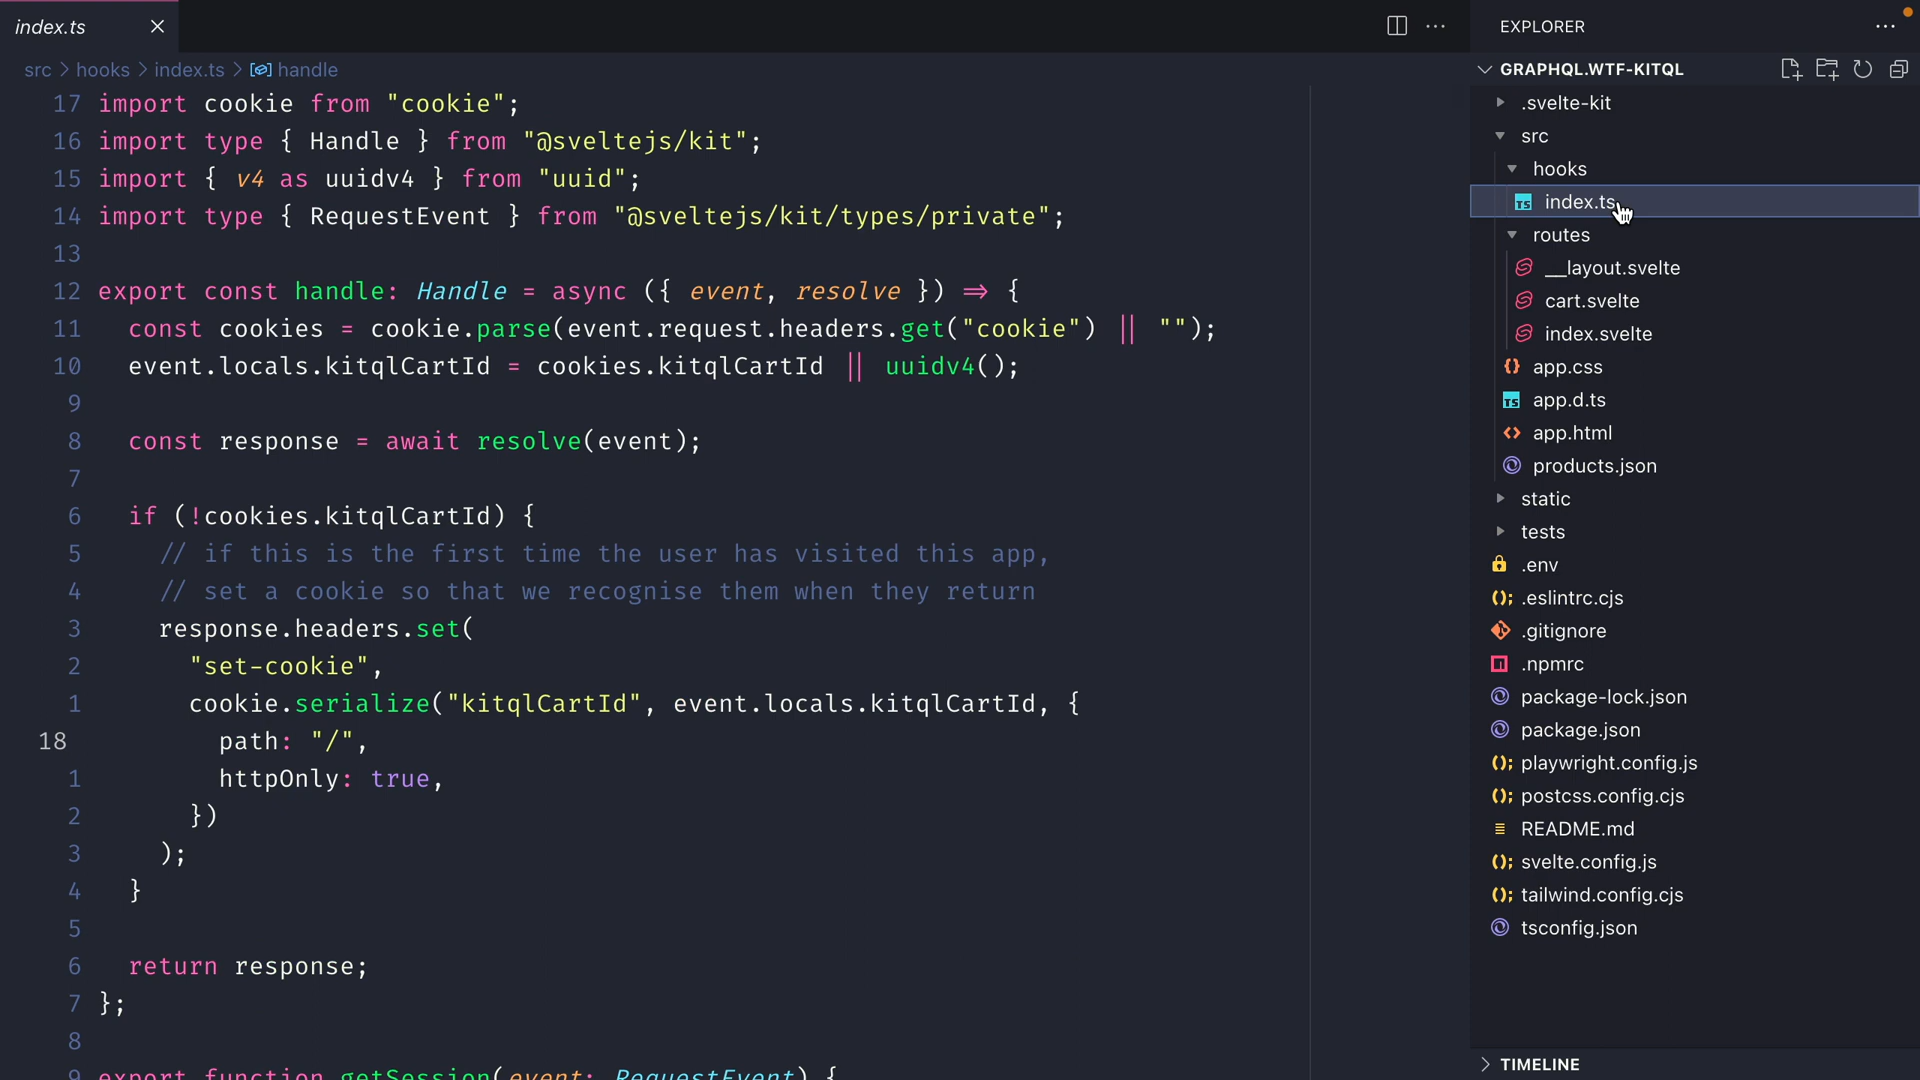 index.ts
src > hooks > index.ts > handle
17 import cookie from "cookie";
16 import type { Handle } from "@sveltejs/kit";
15 import { v4 as uuidv4 } from "uuid";
14 import type { RequestEvent } from "@sveltejs/kit/types/private";
13
12 export const handle: Handle = async ({ event, resolve }) => {
11 const cookies = cookie.parse(event.request.headers.get("cookie") || "");
10 event.locals.kitqlCartId = cookies.kitqlCartId || uuidv4();
9
8 const response = await resolve(event);
7
6 if (!cookies.kitqlCartId) {
5 // if this is the first time the user has visited this app,
4 // set a cookie so that we recognise them when they return
3 response.headers.set(
2 "set-cookie",
1 cookie.serialize("kitqlCartId", event.locals.kitqlCartId, {
18 path: "/",
1 httpOnly: true,
2 })
3 );
4 }
5
6 return response;
7 };
8
9 export function getSession(event: RequestEvent) {
EXPLORER
GRAPHQL.WTF-KITQL
.svelte-kit
src
hooks
TS index.ts
routes
__layout.svelte
cart.svelte
index.svelte
{} app.css
TS app.d.ts
<> app.html
products.json
static
tests
.env
(); .eslintrc.cjs
.gitignore
.npmrc
package-lock.json
package.json
(); playwright.config.js
(); postcss.config.cjs
README.md
(); svelte.config.js
(); tailwind.config.cjs
tsconfig.json
TIMELINE